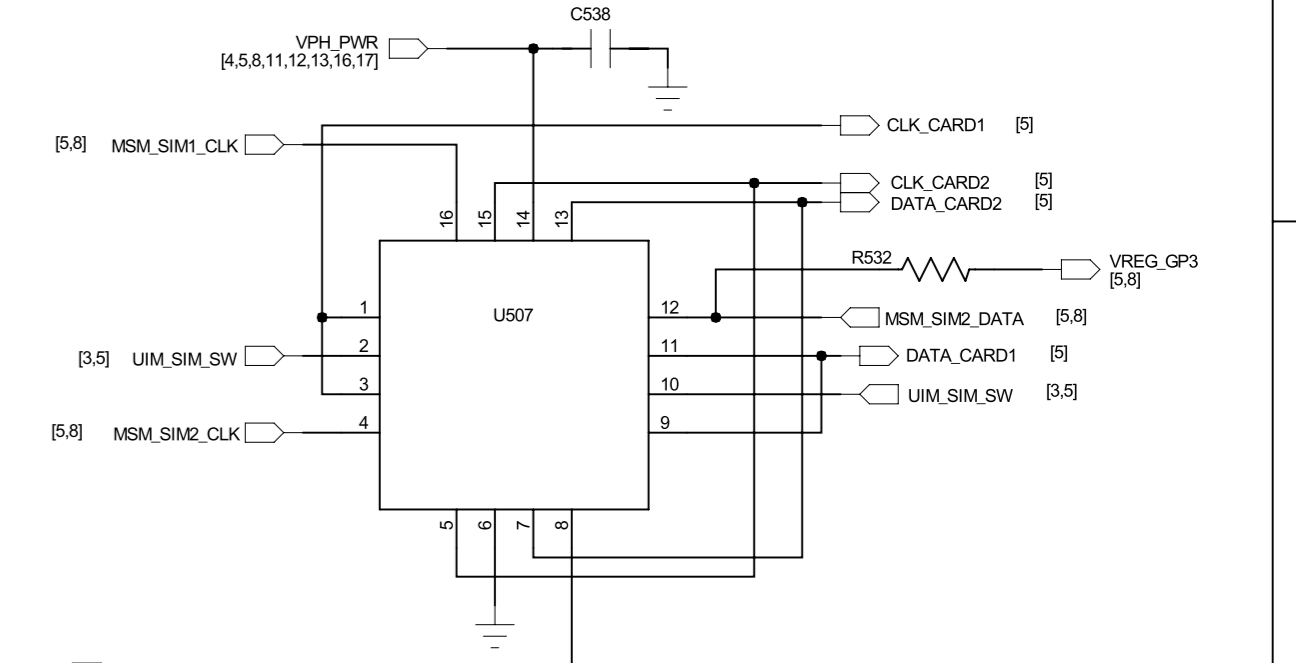 C538
VPH_PWR
[4,5,8,11,12,13,16,17]
CLK_CARD1 [5]
[5,8] MSM_SIM1_CLK
CLK_CARD2 [5]
DATA_CARD2 [5]
16 15 14 13
R532
VREG_GP3
[5,8]
U507
1 12
MSM_SIM2_DATA [5,8]
[3,5] UIM_SIM_SW 2 11 DATA_CARD1 [5]
3 10 UIM_SIM_SW [3,5]
[5,8] MSM_SIM2_CLK 4 9
5 6 7 8